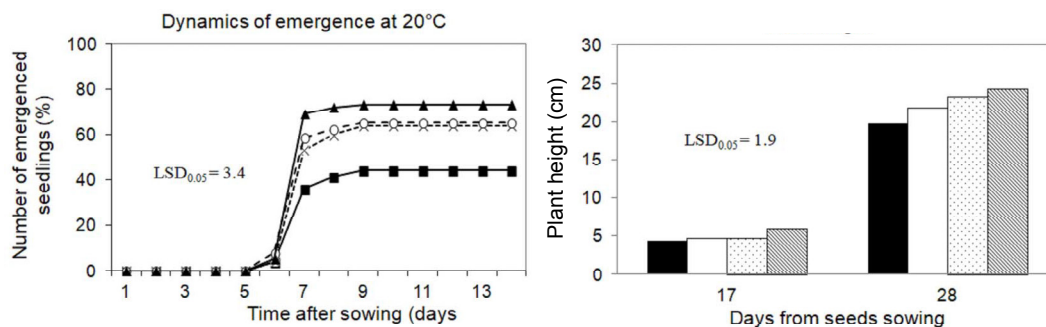 Dynamics of emergence at 20°C
Number of emergenced
seedlings (%)
100
80
60
40
20
0
LSD0.05 = 3.4
1 3 5 7 9 11 13
Time after sowing (days
Plant height (cm)
30
25
20
15
10
5
0
LSD0.05 = 1.9
17 28
Days from seeds sowing